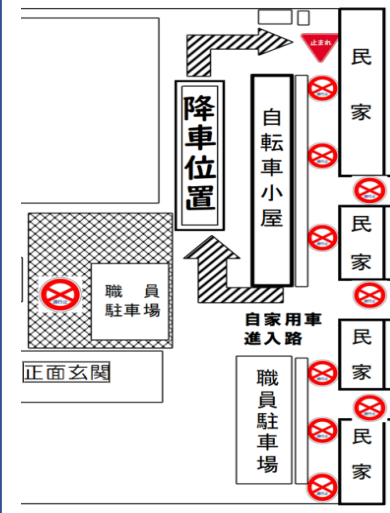 止まれ
民家
降車位置
自転車小屋
民家
職員
駐車場
自家用車
進入路
正面玄関
民家
職員駐車場
民家